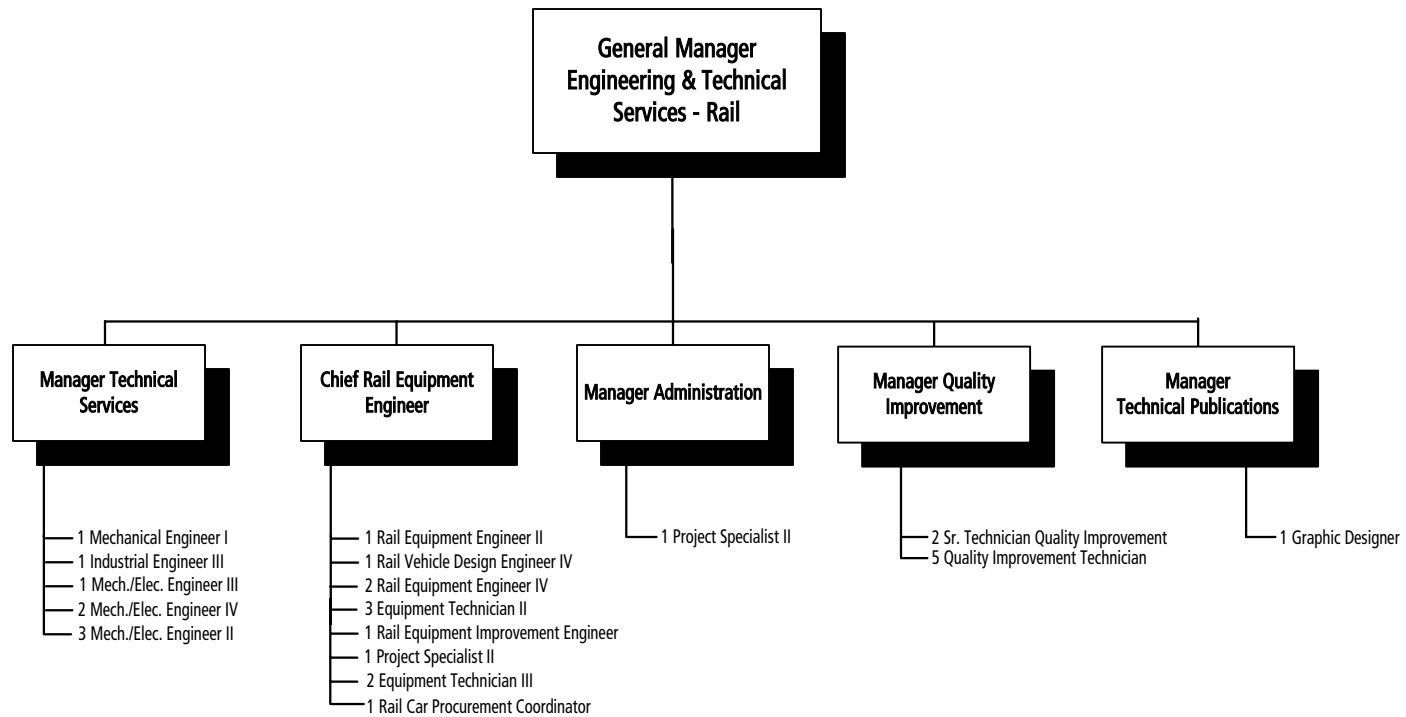 General Manager
Engineering & Technical
Services - Rail
Manager Technical
Services
1 Mechanical Engineer I
1 Industrial Engineer III
1 Mech./Elec. Engineer III
2 Mech./Elec. Engineer IV
3 Mech./Elec. Engineer II
Chief Rail Equipment
Engineer
1 Rail Equipment Engineer II
1 Rail Vehicle Design Engineer IV
2 Rail Equipment Engineer IV
3 Equipment Technician II
1 Rail Equipment Improvement Engineer
1 Project Specialist II
2 Equipment Technician III
1 Rail Car Procurement Coordinator
Manager Administration
1 Project Specialist II
Manager Quality
Improvement
2 Sr. Technician Quality Improvement
5 Quality Improvement Technician
Manager
Technical Publications
1 Graphic Designer